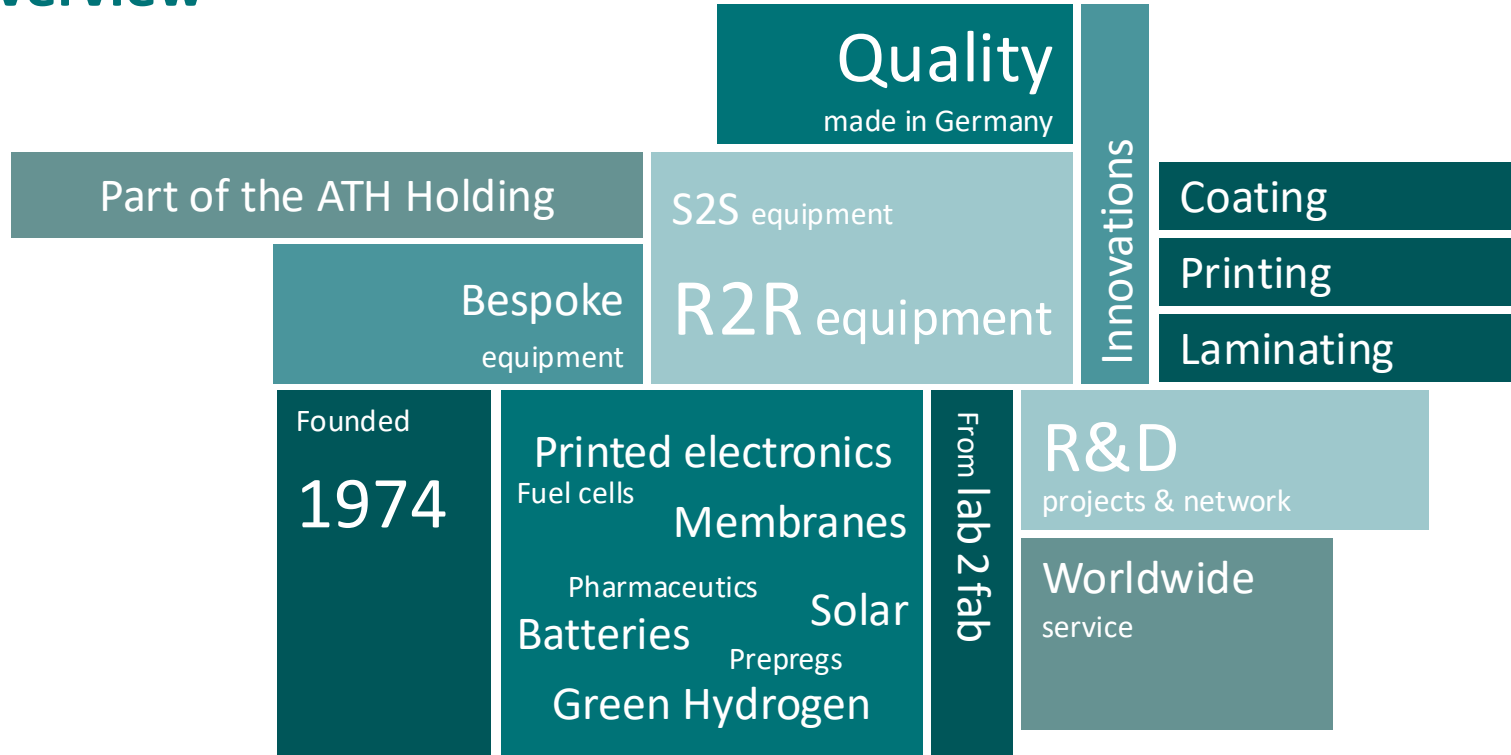 verview
Quality
made in Germany
Innovations
Part of the ATH Holding
S2S equipment
R2R equipment
Coating
Printing
Laminating
Bespoke
equipment
Founded
1974
Printed electronics
Fuel cells
Membranes
Pharmaceutics
Solar
Batteries
Prepregs
Green Hydrogen
From lab 2 fab
R&D
projects & network
Worldwide
service